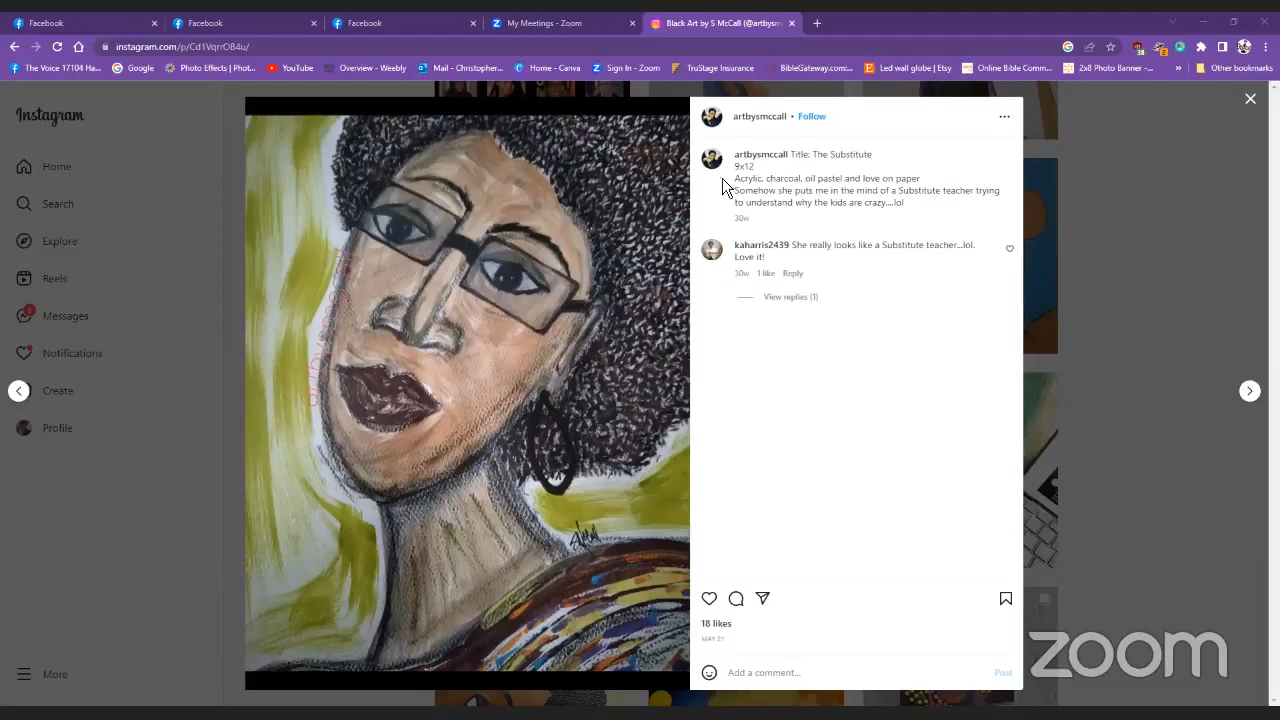 Facebook
Facebook
Facebook
My Meetings - Zoom
Black Art by S McCall (@artbysm
instagram.com/p/Cd1VqrrO84u/
The Voice 17104 Ha...
Google
Photo Effects | Phot...
YouTube
Overview - Weebly
Mail - Christopher...
Home - Canva
Sign In - Zoom
TruStage Insurance
BibleGateway.com:...
Led wall globe | Etsy
Online Bible Comm...
2x8 Photo Banner -...
»
Other bookmarks
Instagram
Home
Search
Explore
Reels
Messages
Notifications
Create
Profile
More
artbysmccall • Follow
artbysmccall Title: The Substitute
9x12
Acrylic, charcoal, oil pastel and love on paper
Somehow she puts me in the mind of a Substitute teacher trying
to understand why the kids are crazy....lol
30w
kaharris2439 She really looks like a Substitute teacher...lol.
Love it!
30w 1 like Reply
View replies (1)
18 likes
MAY 21
Add a comment...
Post
zoom